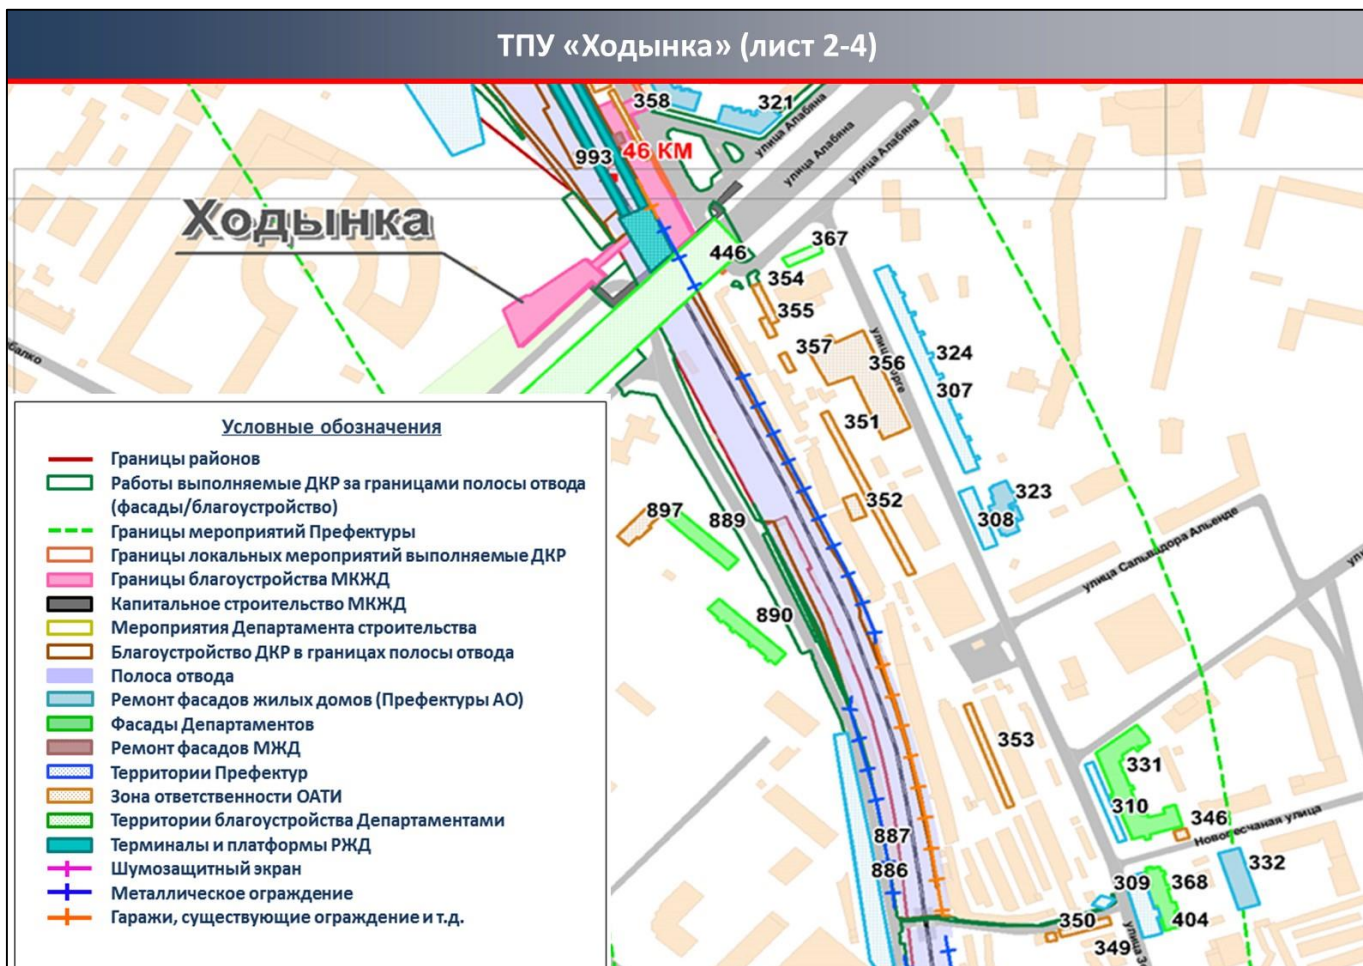 ТПУ «Ходынка» (лист 2-4)
358
321
улица Алабяна
улица Алабяна
улица Алабяна
993
46 КМ
Ходынка
446
367
354
355
357
356
324
307
351
352
323
308
897
889
890
улица Сальвадора Альенде
353
331
310
346
Новопесчаная улица
887
886
332
309
368
404
350
349
Условные обозначения
Границы районов
Работы выполняемые ДКР за границами полосы отвода
(фасады/благоустройство)
Границы мероприятий Префектуры
Границы локальных мероприятий выполняемые ДКР
Границы благоустройства МКЖД
Капитальное строительство МКЖД
Мероприятия Департамента строительства
Благоустройство ДКР в границах полосы отвода
Полоса отвода
Ремонт фасадов жилых домов (Префектуры АО)
Фасады Департаментов
Ремонт фасадов МЖД
Территории Префектур
Зона ответственности ОАТИ
Территории благоустройства Департаментами
Терминалы и платформы РЖД
Шумозащитный экран
Металлическое ограждение
Гаражи, существующие ограждение и т.д.